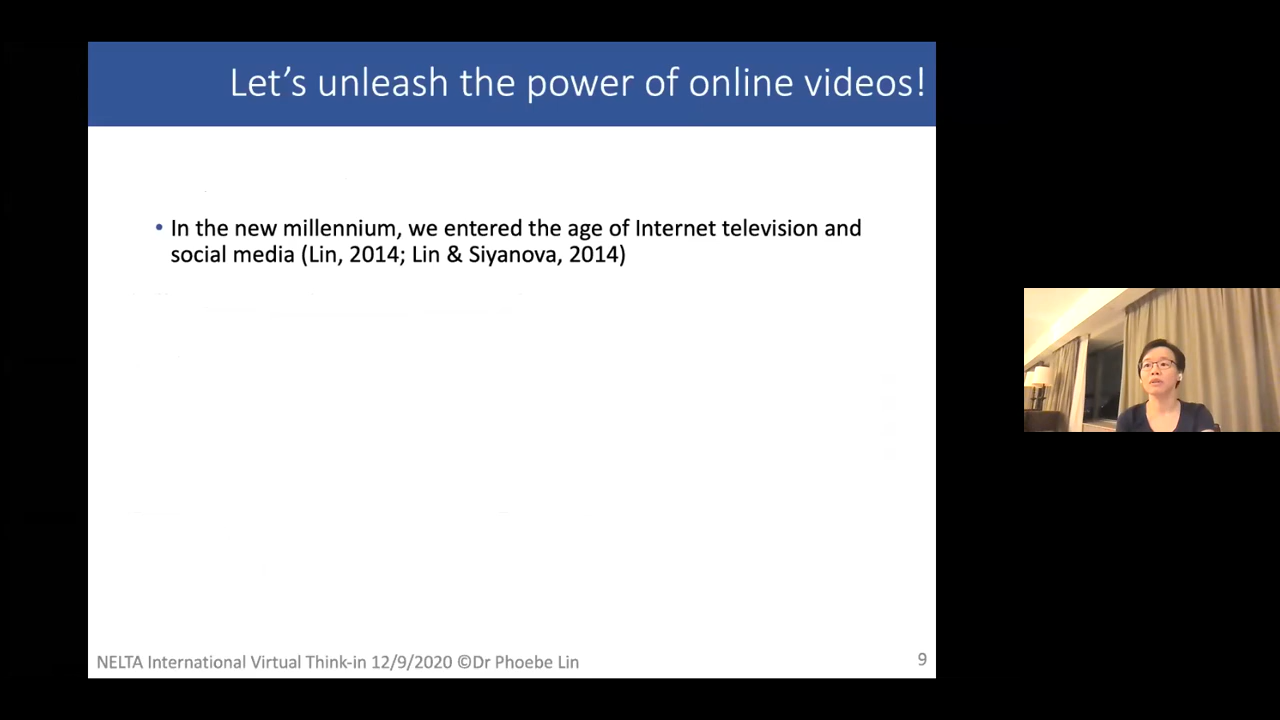 Let’s unleash the power of online videos!
• In the new millennium, we entered the age of Internet television and
social media (Lin, 2014; Lin & Siyanova, 2014)
NELTA International Virtual Think-in 12/9/2020 ©Dr Phoebe Lin
9